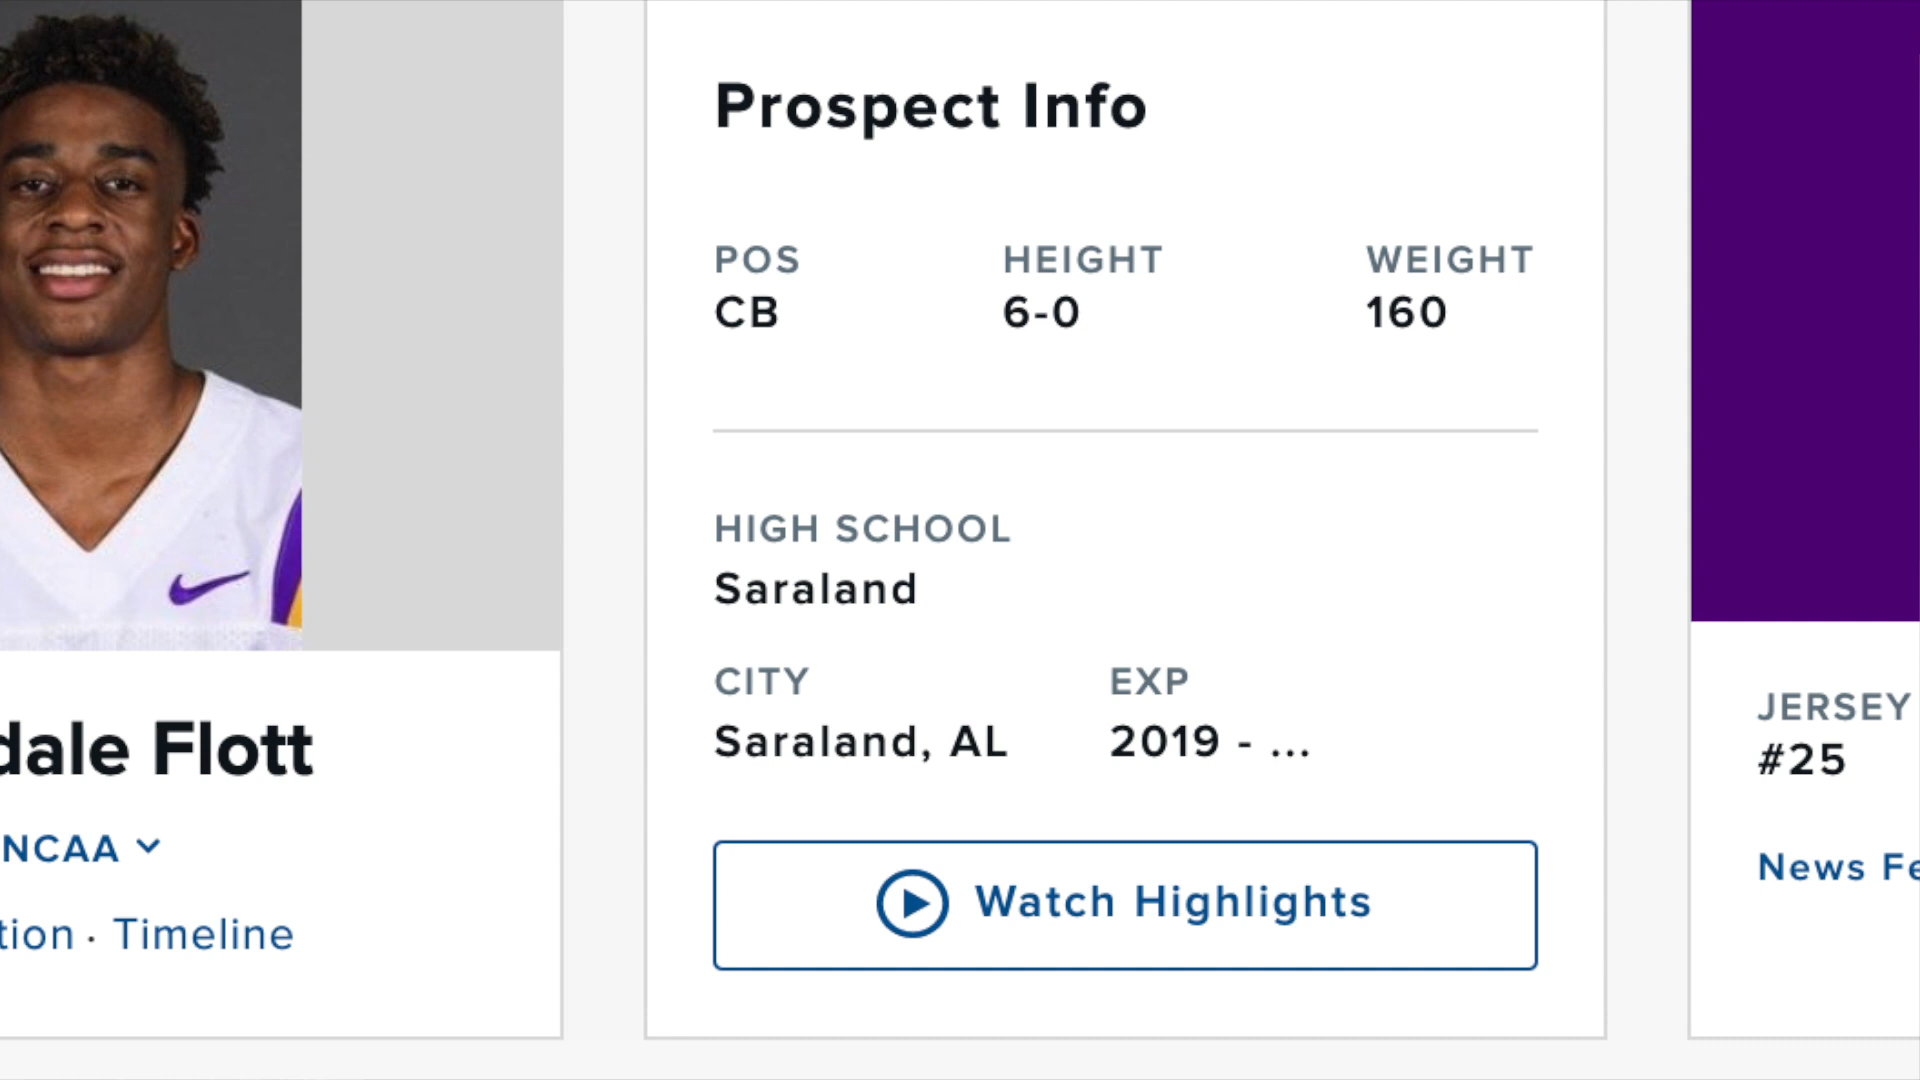 dale Flott
NCAA
tion · Timeline
Prospect Info
POS HEIGHT WEIGHT
CB 6-0 160
HIGH SCHOOL
Saraland
CITY EXP
Saraland, AL 2019 - ...
Watch Highlights
JERSEY
#25
News Fe